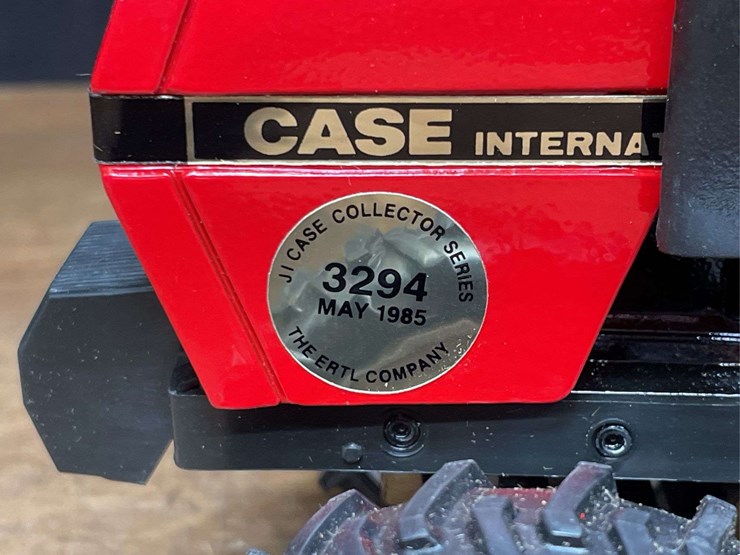 CASE INTERNA
JI CASE COLLECTOR SERIES
3294
MAY 1985
THE ERTL COMPANY